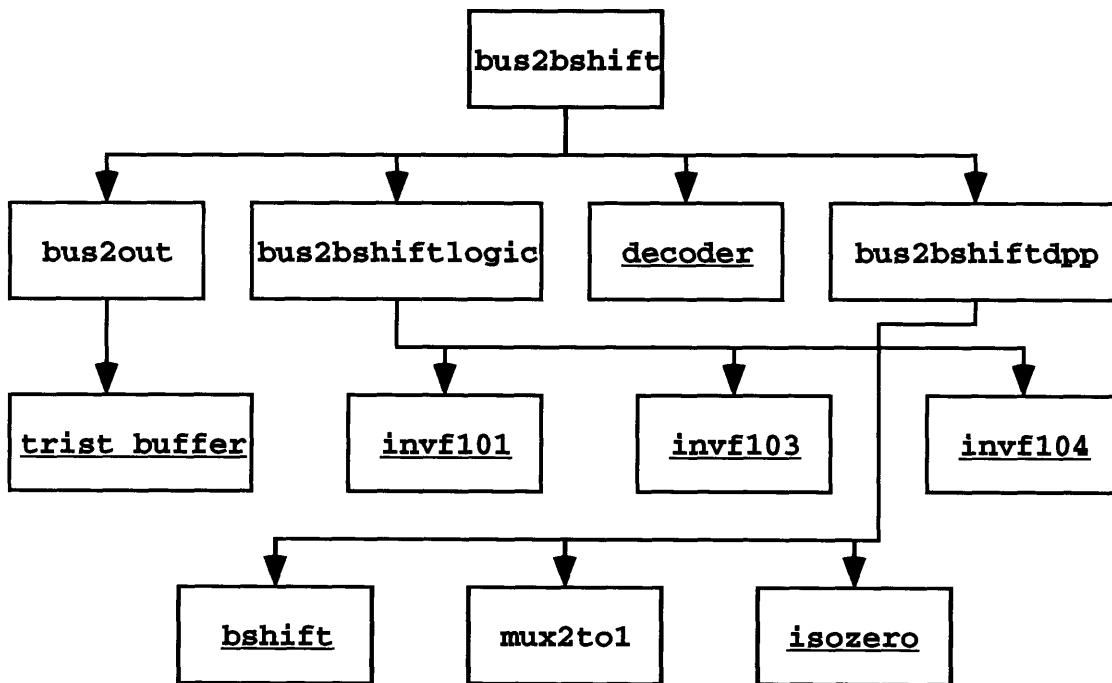 bus2bshift
bus2out
bus2bshiftlogic
decoder
bus2bshiftdpp
trist buffer
invf101
invf103
invf104
bshift
mux2to1
isozero